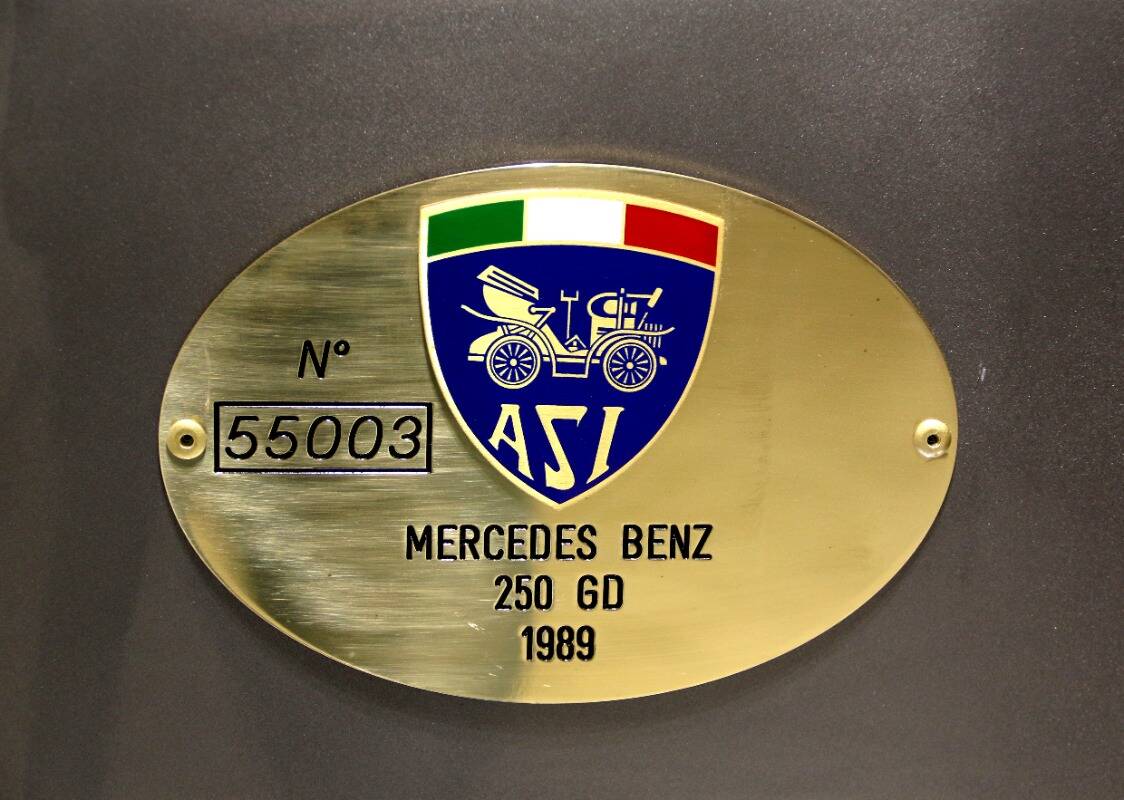 ASI
N°
55003
MERCEDES BENZ
250 GD
1989